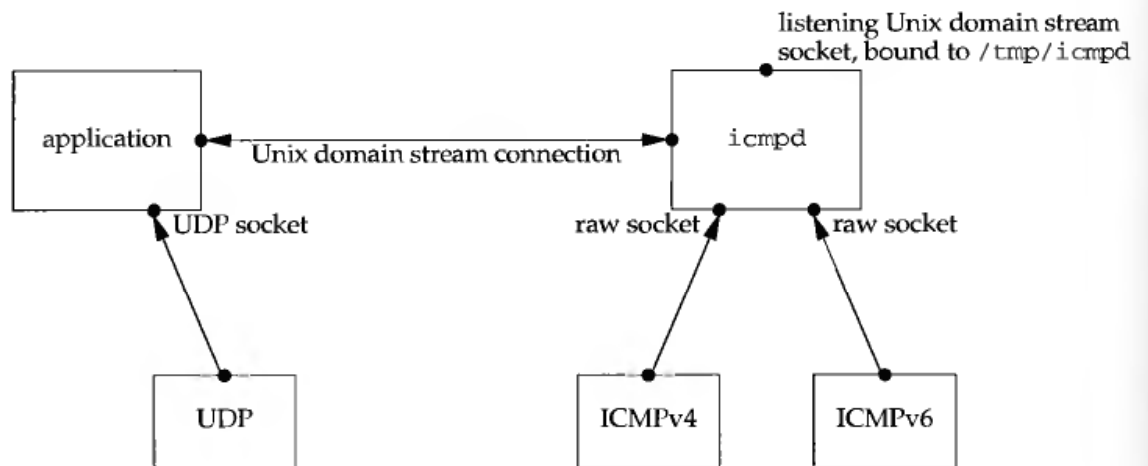 listening Unix domain stream
socket, bound to /tmp/icmpd
application
icmpd
Unix domain stream connection
UDP socket
raw socket
raw socket
UDP
ICMPv4
ICMPv6